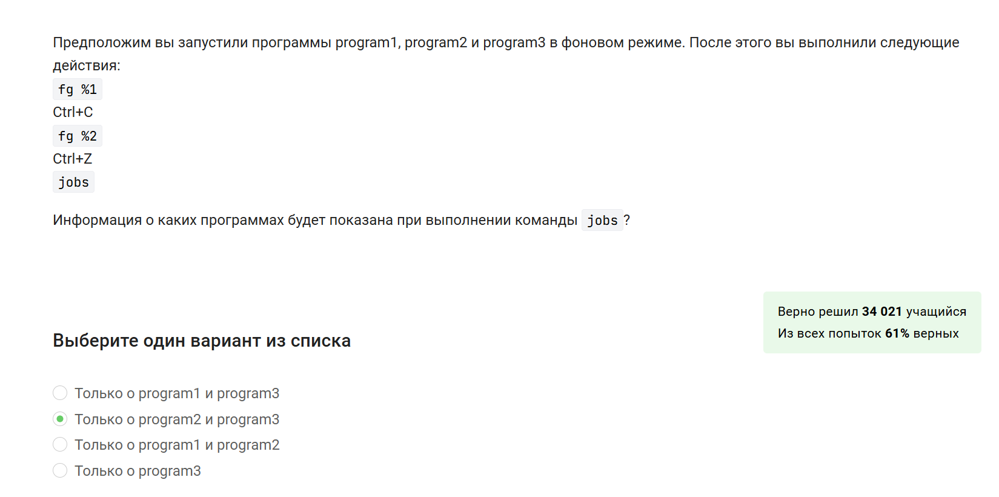 Предположим вы запустили программы program1, program2 и program3 в фоновом режиме. После этого вы выполнили следующие
действия:
fg %1
Ctrl+C
fg %2
Ctrl+Z
jobs
Информация о каких программах будет показана при выполнении команды jobs?
Верно решил 34 021 учащийся
Из всех попыток 61% верных
Выберите один вариант из списка
Только о program1 и program3
Только о program2 и program3
Только о program1 и program2
Только о program3